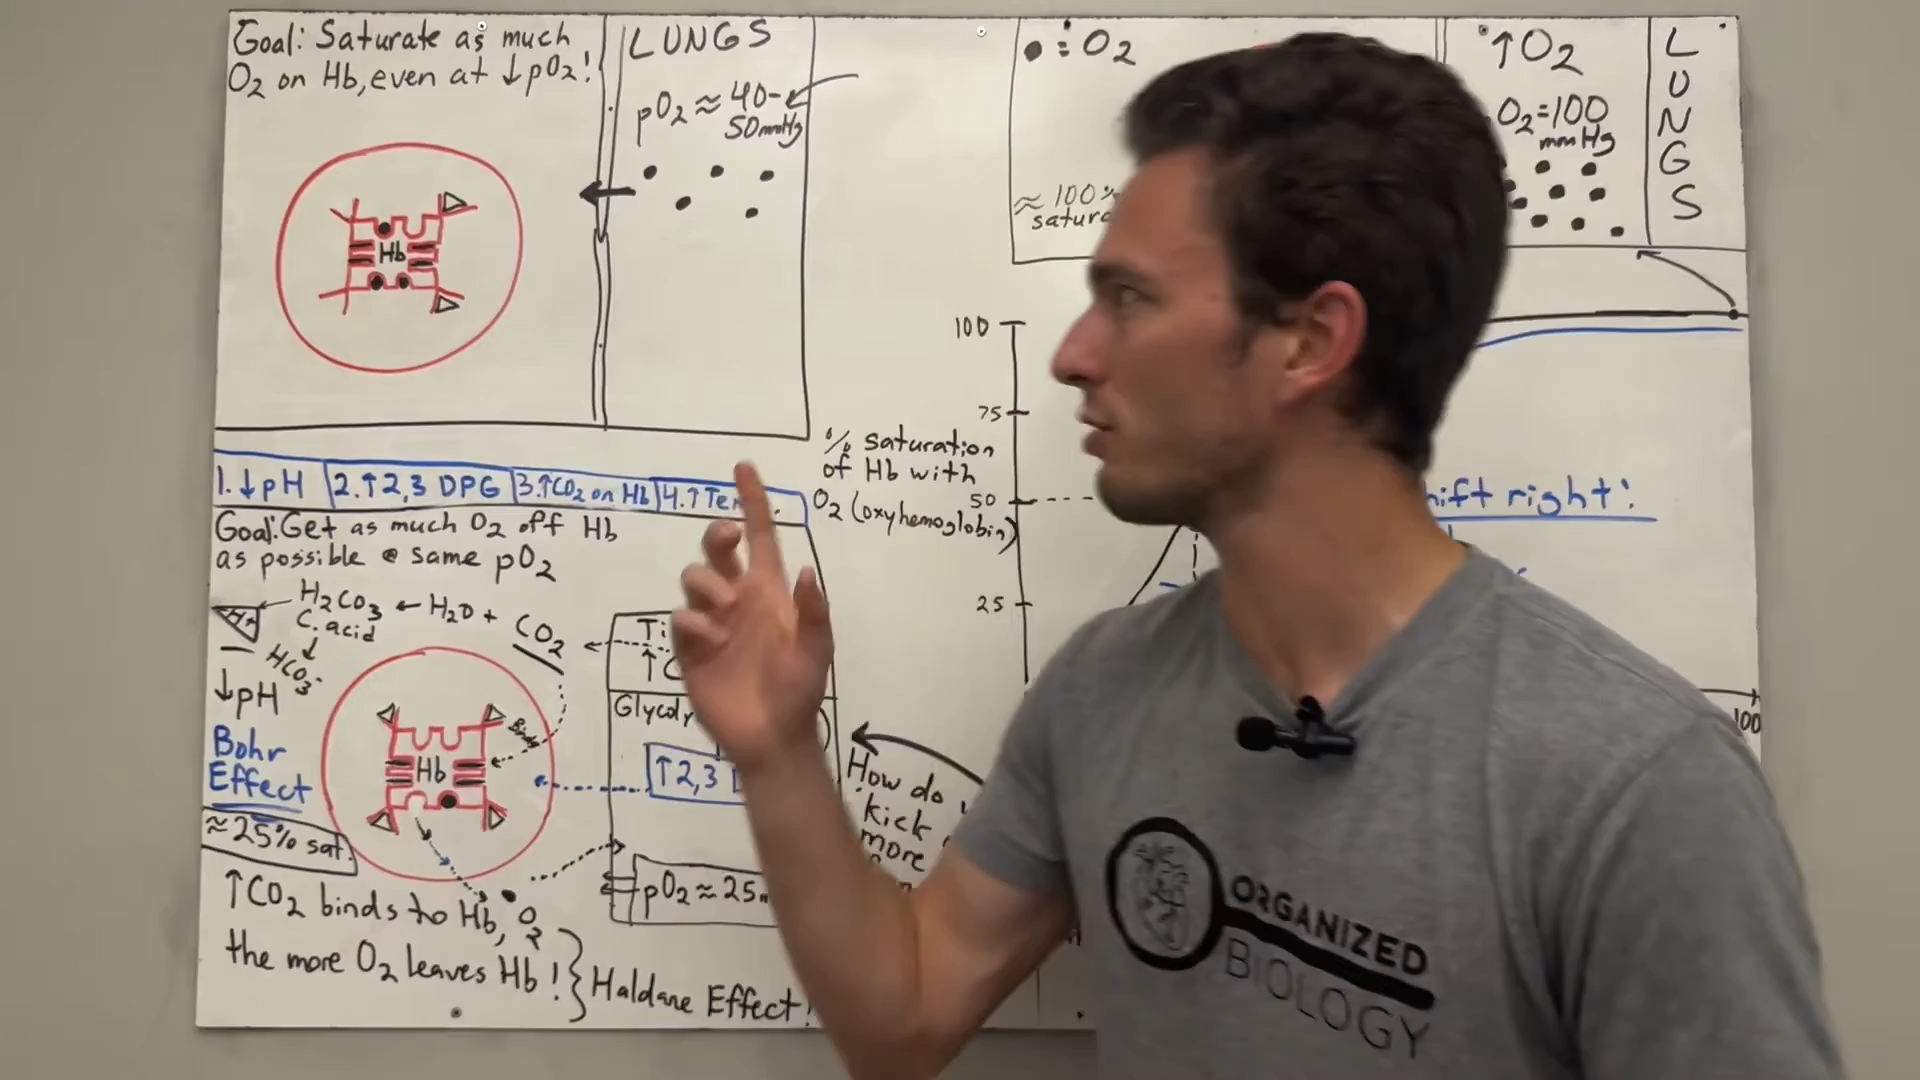 Goal: Saturate as much
O2 on Hb, even at ↓pO2!
LUNGS
pO2 ≈ 40-
50mmHg
Hb
1. ↓pH
2. ↑2,3 DPG
3. ↑CO2 on Hb
4. ↑
Goal: Get as much O2 off Hb
as possible @ same pO2
H2CO3 ← H2O + CO2
C. acid
H+
HCO3-
↓pH
Bohr
Effect
≈25% sat.
Binds
Hb
↑2,3
pO2 ≈ 25
↑CO2 binds to Hb, O2
the more O2 leaves Hb!
Haldane Effect!
: O2
≈ 100%
↑O2
O2=100
mmHg
LUNGS
100
75
50
25
% saturation
of Hb with
O2 (oxyhemoglobin)
right!
100
How do
kick
more
ORGANIZED
BIOLOGY